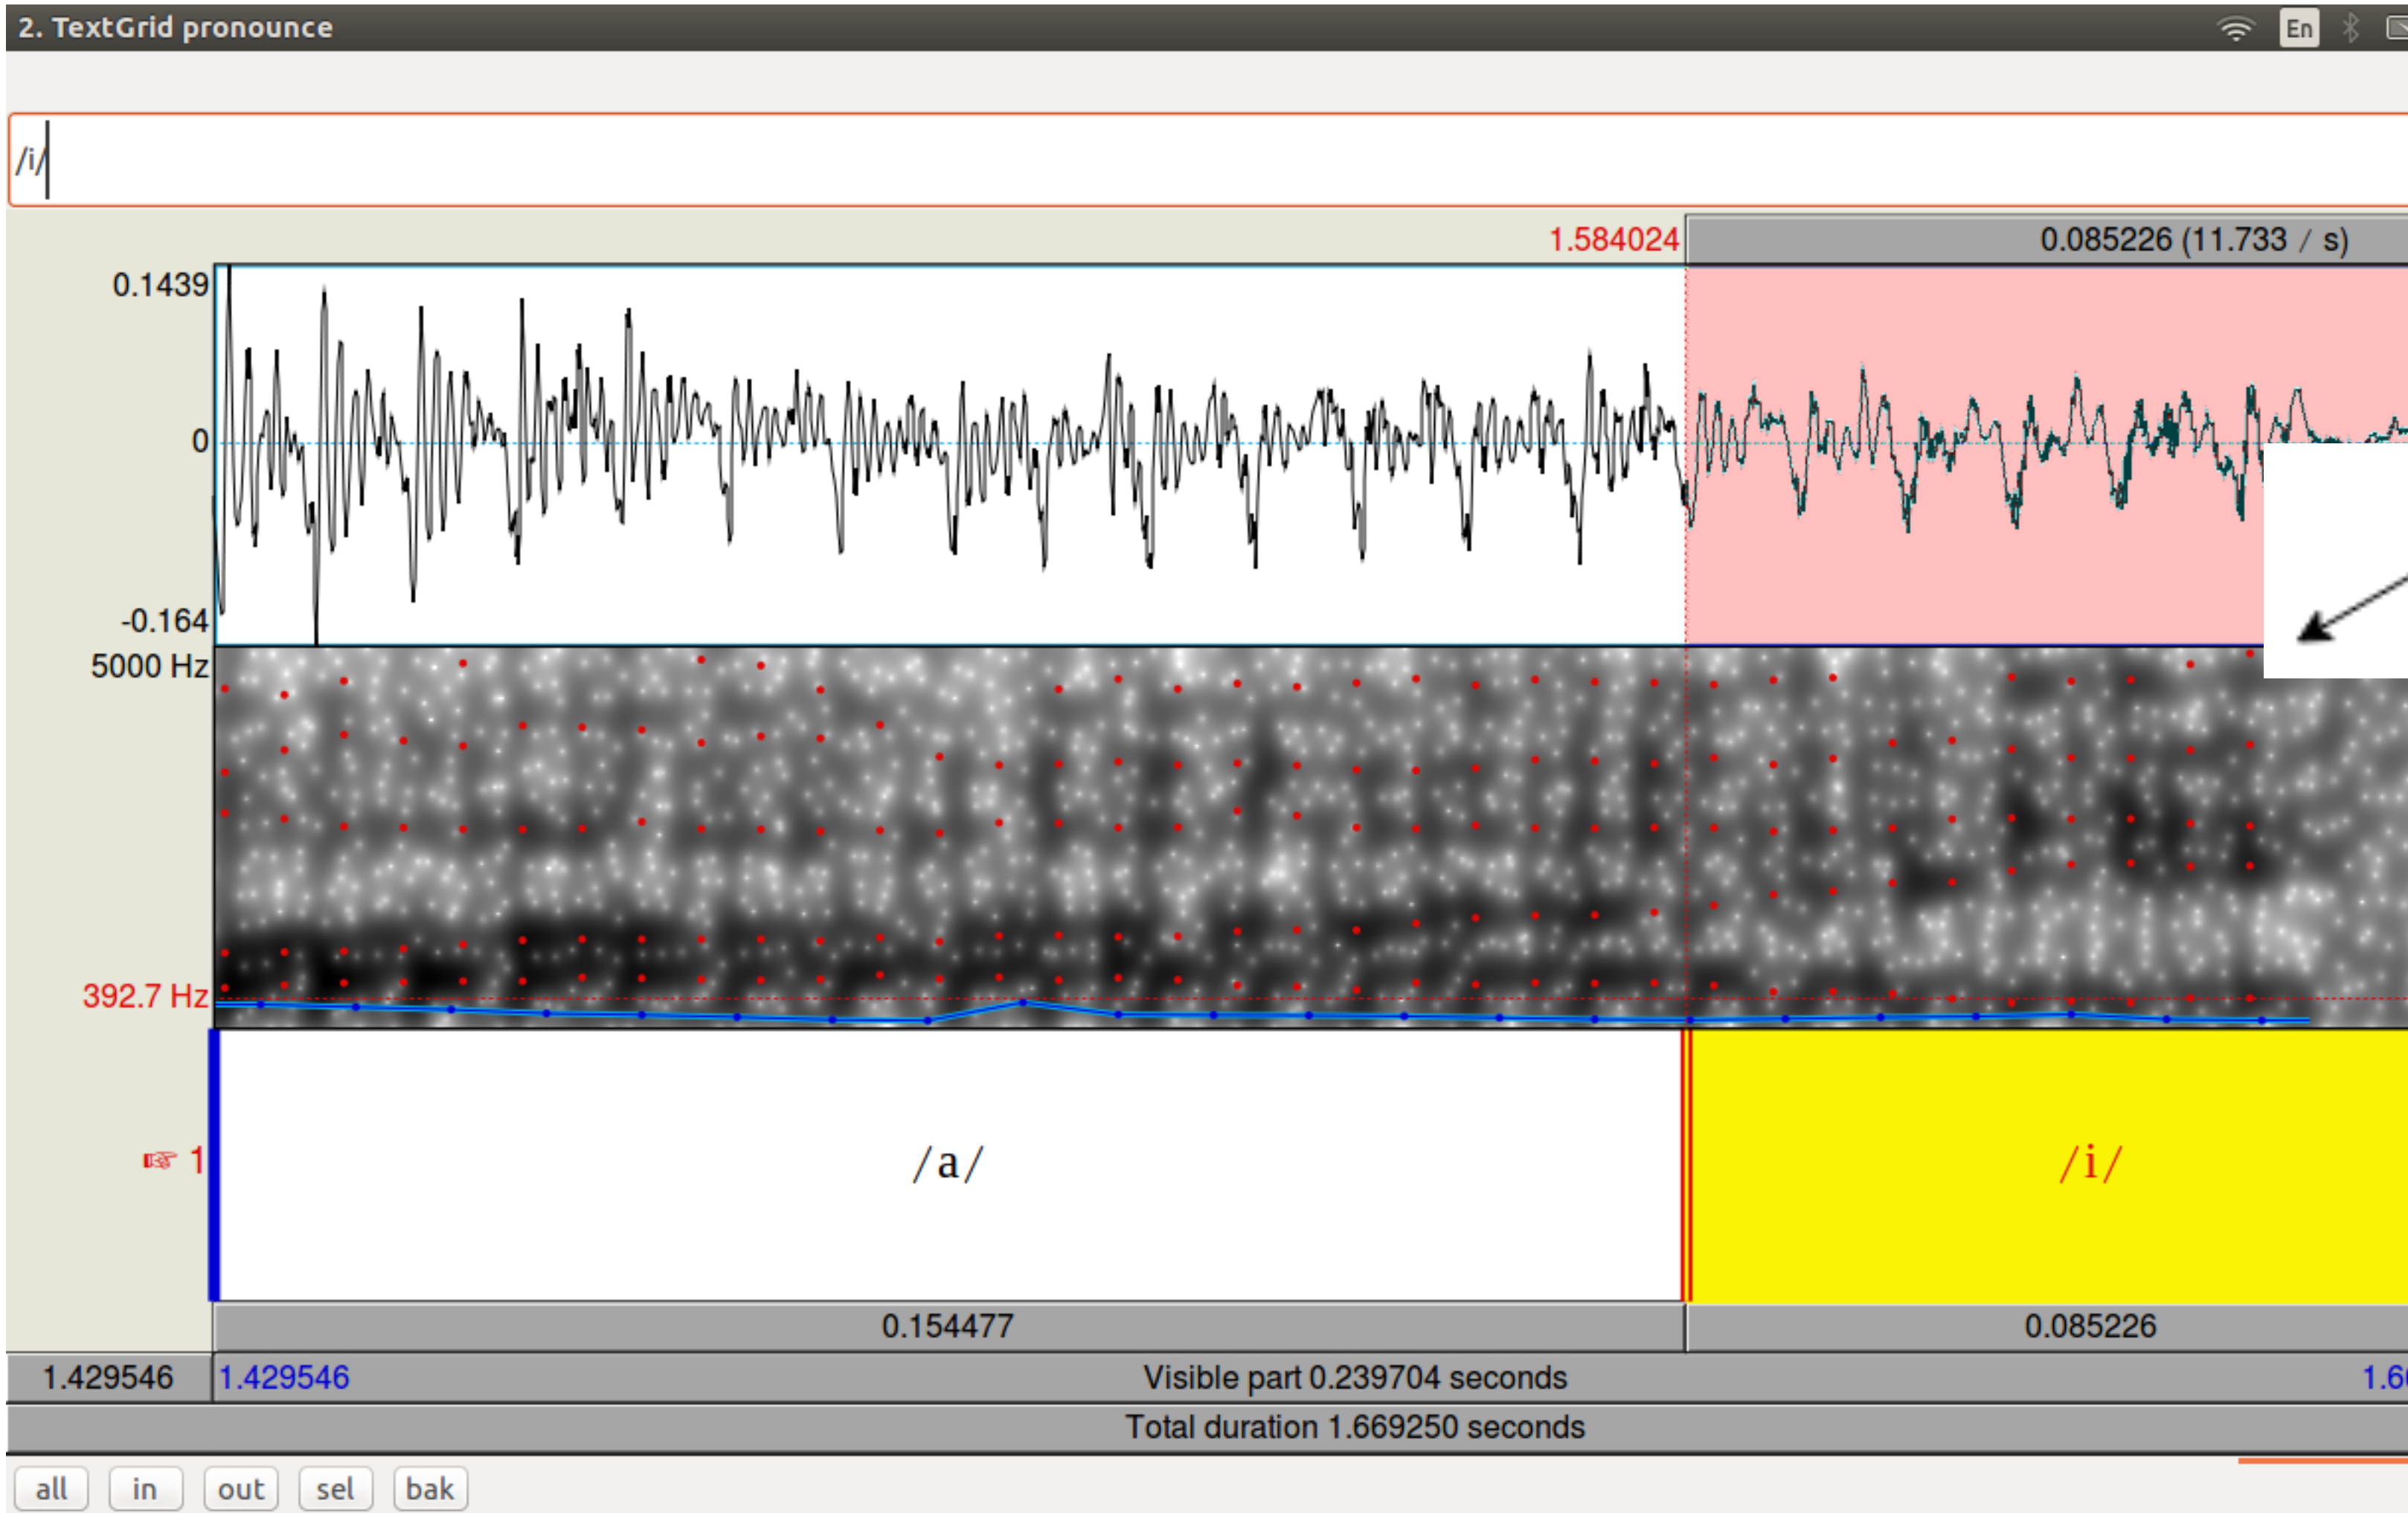 2. TextGrid pronounce
En
/i/
1.584024
0.085226 (11.733 / s)
0.1439
0
-0.164
5000 Hz
392.7 Hz
☞ 1
/a/
/i/
0.154477
0.085226
1.429546
1.429546
Visible part 0.239704 seconds
Total duration 1.669250 seconds
all
in
out
sel
bak